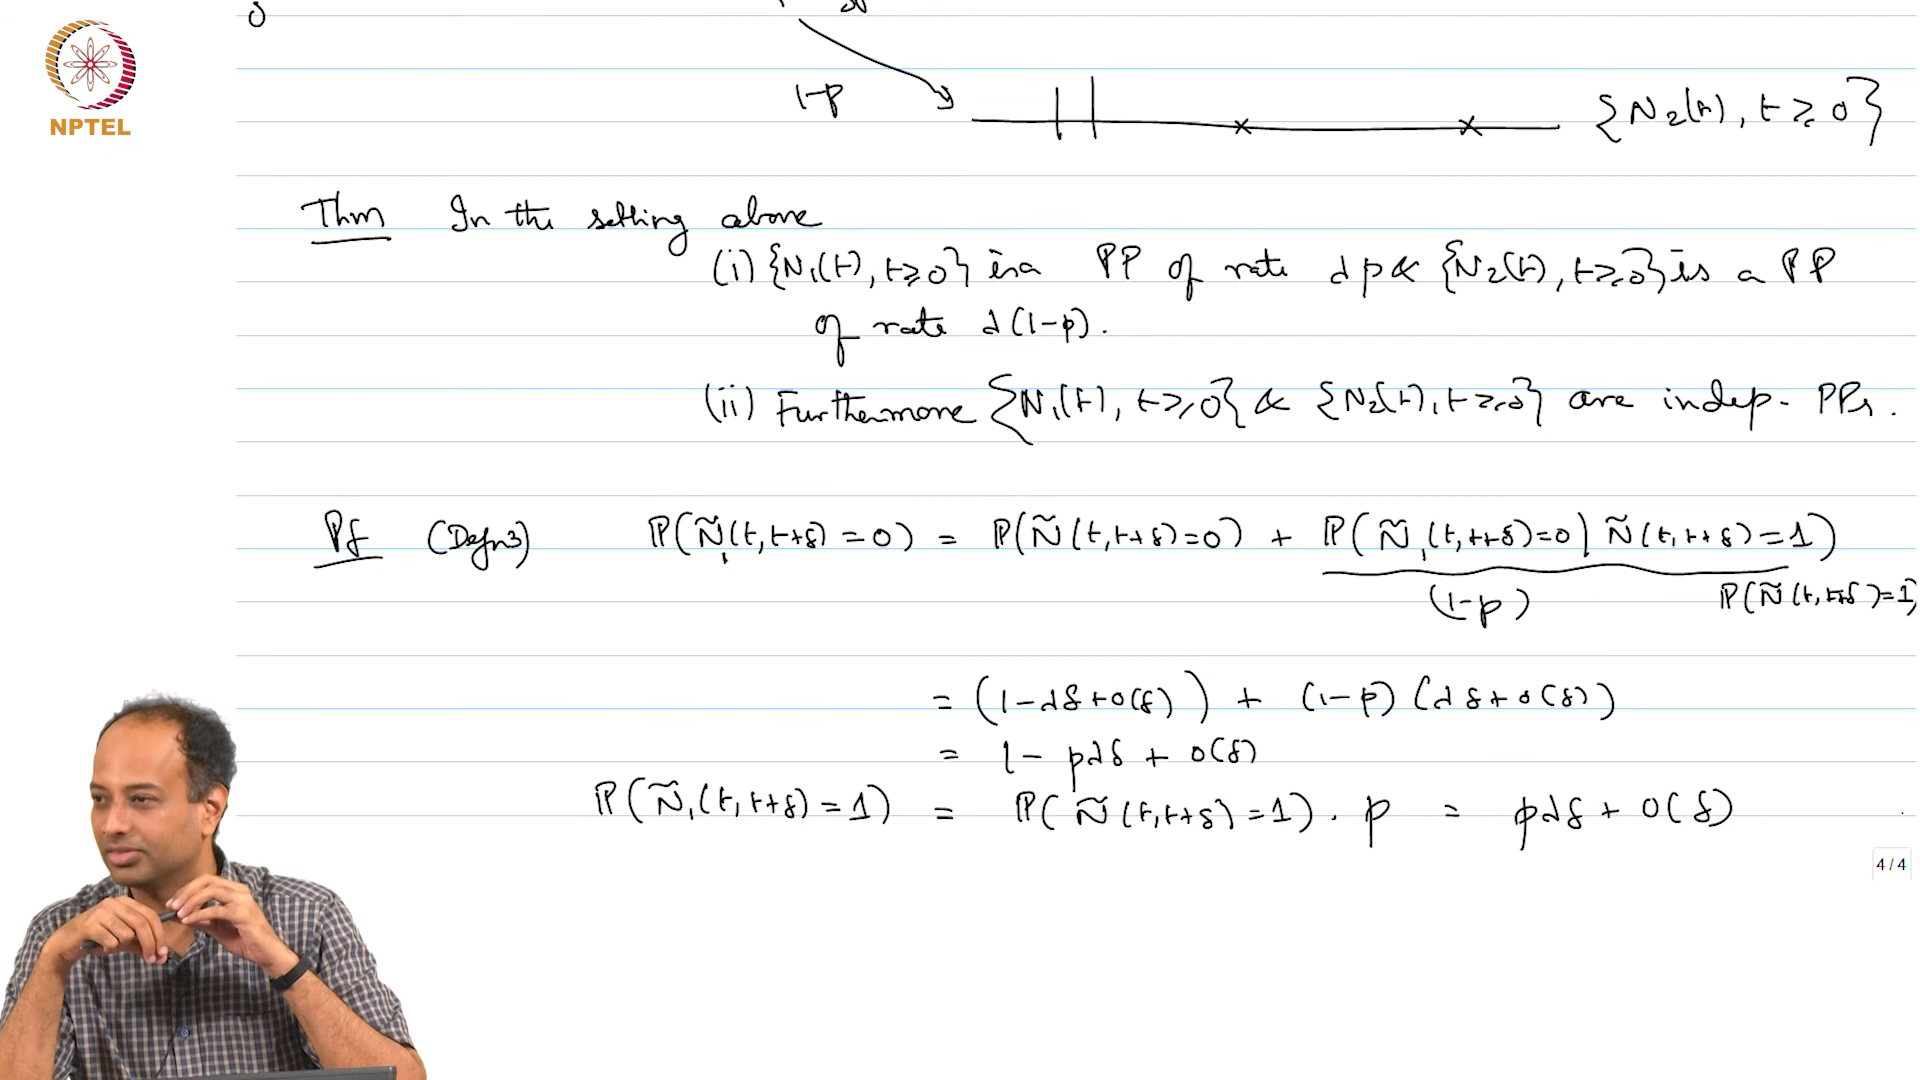 0
NPTEL
1-p {N₂(t), t ≥ 0}
Thm In the setting above
(i) {N₁(t), t≥0} is a PP of rate λp & {N₂(t), t≥0} is a PP
of rate λ(1-p).
(ii) Furthermore {N₁(t), t≥0} & {N₂(t), t≥0} are indep. PPs.
Pf (Defn3) ℙ(Ñ₁(t,t+δ)=0) = ℙ(Ñ(t,t+δ)=0) + ℙ(Ñ₁(t,t+δ)=0 | Ñ(t,t+δ)=1)
(1-p) ℙ(Ñ(t,t+δ)=1)
= (1-λδ+o(δ)) + (1-p)(λδ+o(δ))
= 1 - pλδ + o(δ)
ℙ(Ñ₁(t,t+δ)=1) = ℙ(Ñ(t,t+δ)=1) . p = pλδ + o(δ)
4 / 4